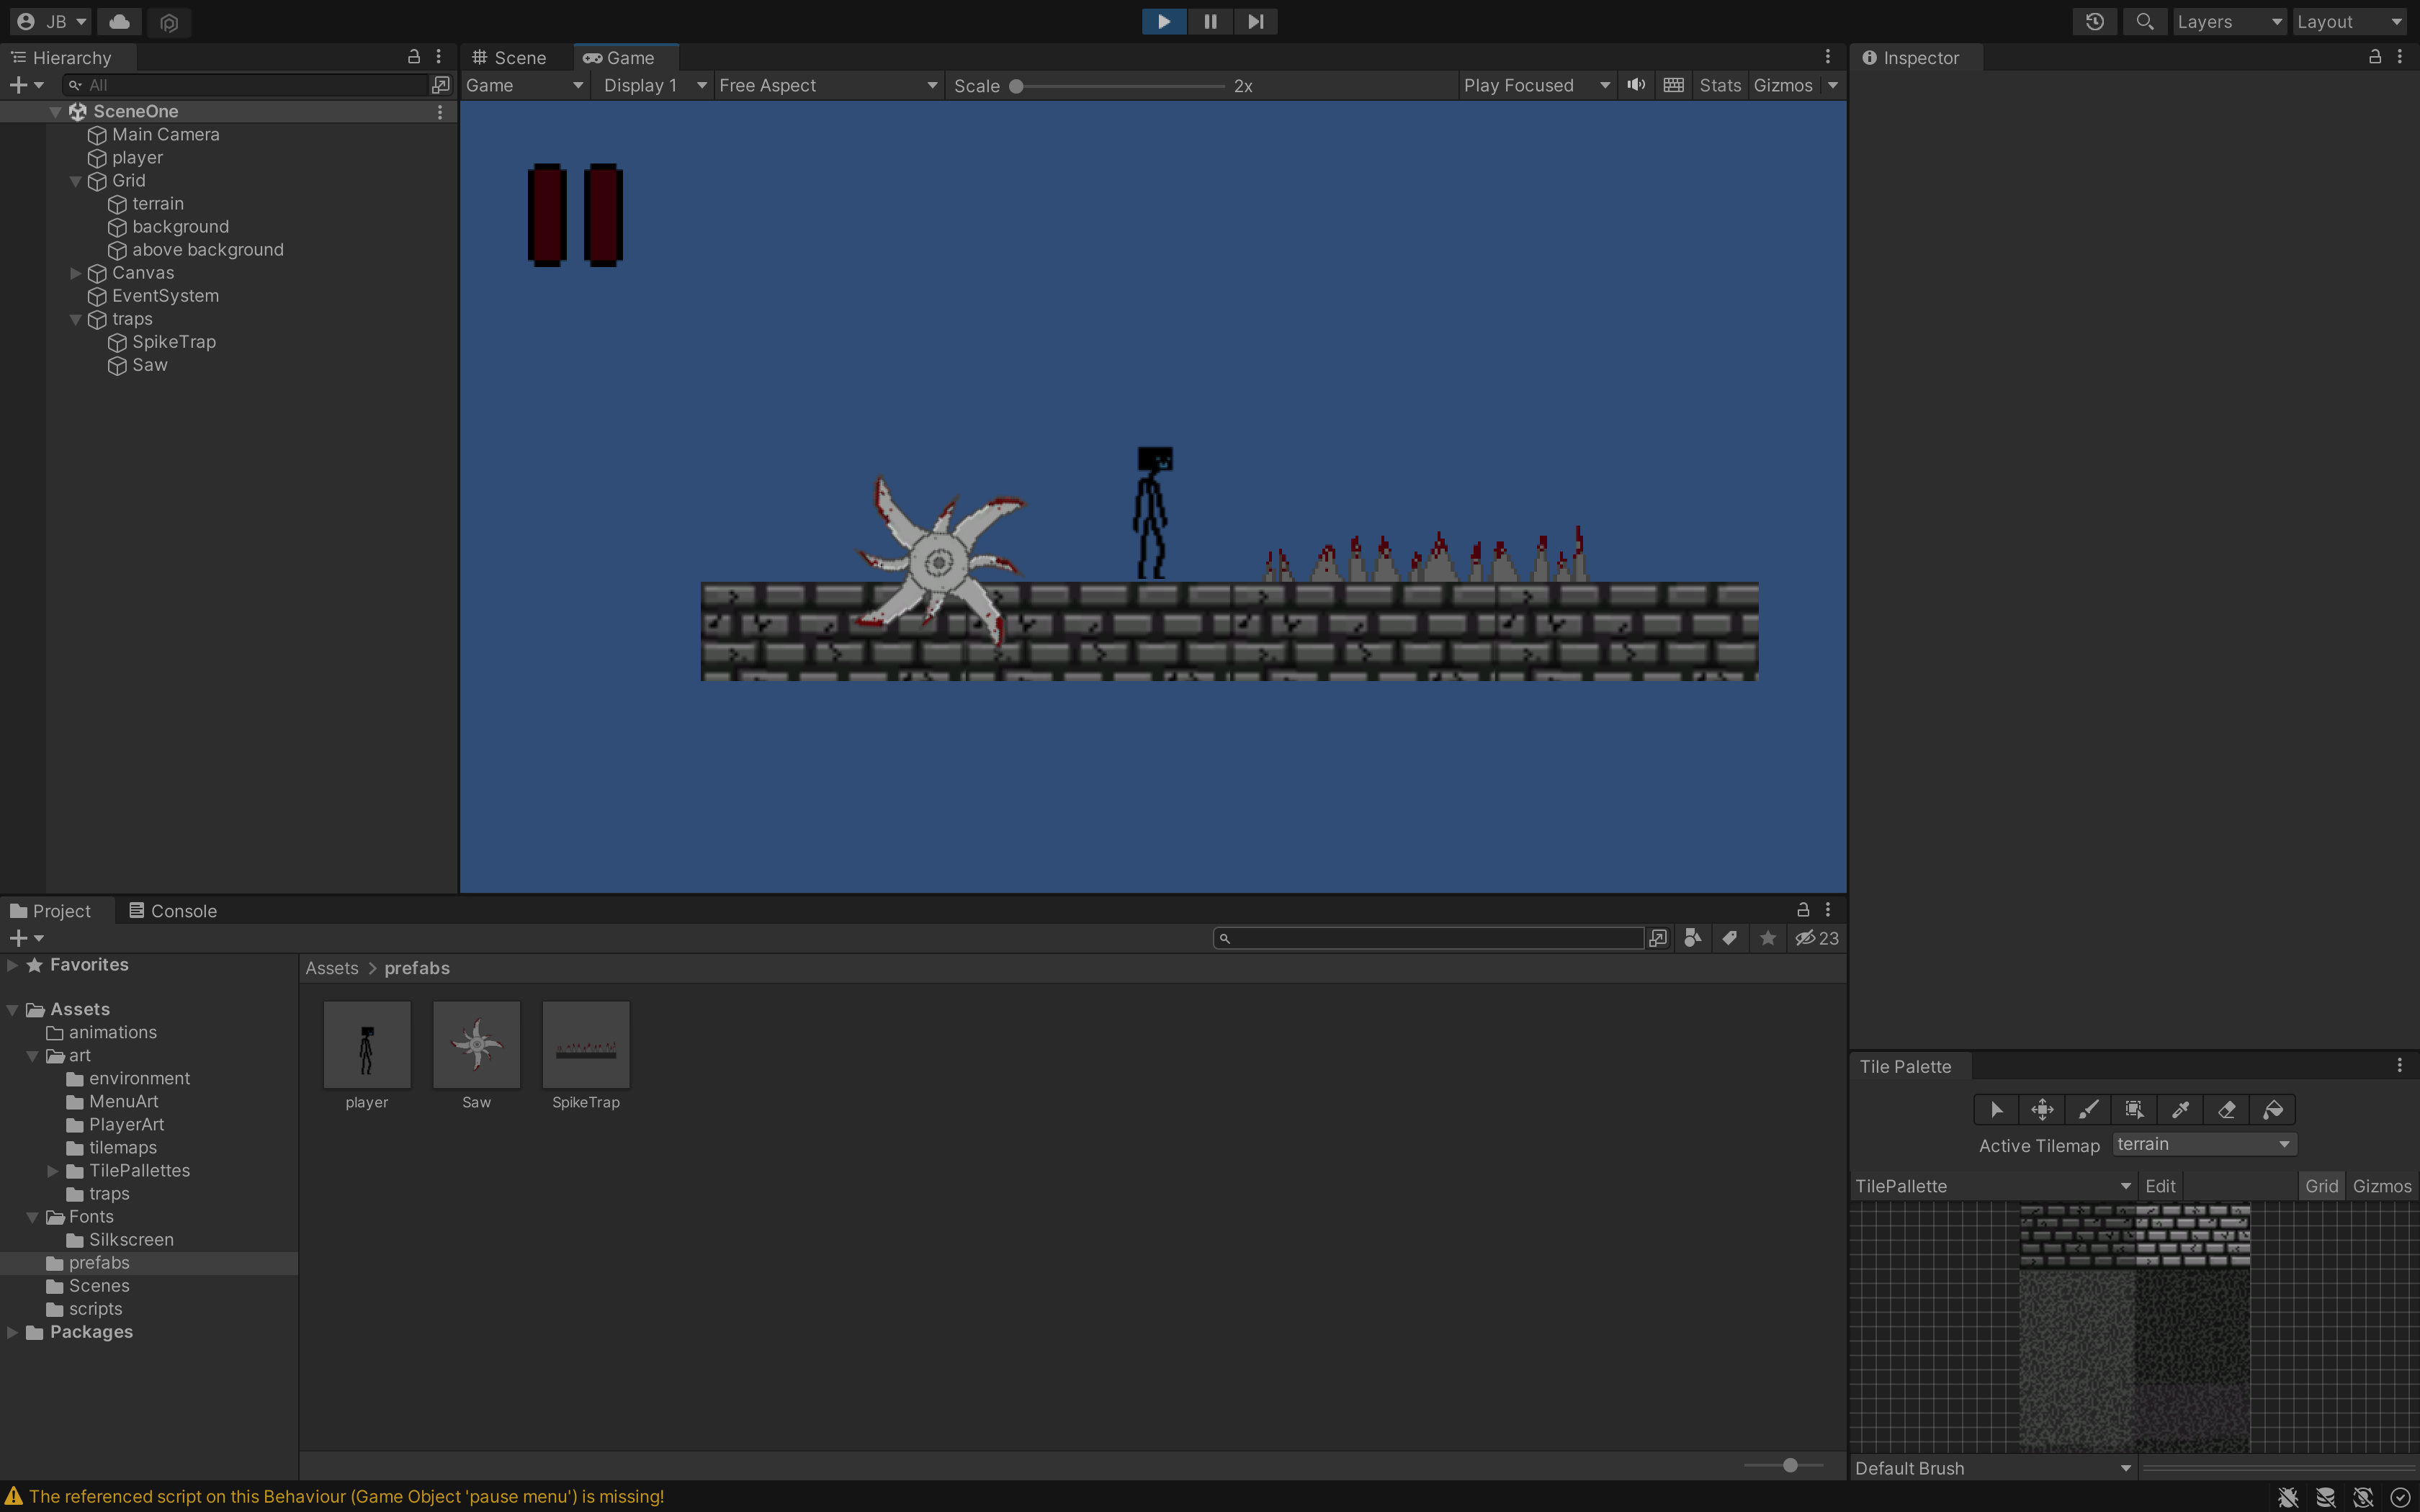 JB
Layers
Layout
Hierarchy
All
SceneOne
Main Camera
player
Grid
terrain
background
above background
Canvas
EventSystem
traps
SpikeTrap
Saw
Scene
Game
Game
Display 1
Free Aspect
Scale
2x
Play Focused
Stats
Gizmos
Inspector
Project
Console
23
Favorites
Assets
animations
art
environment
MenuArt
PlayerArt
tilemaps
TilePallettes
traps
Fonts
Silkscreen
prefabs
Scenes
scripts
Packages
Assets > prefabs
player
Saw
SpikeTrap
Tile Palette
Active Tilemap
terrain
TilePallette
Edit
Grid
Gizmos
Default Brush
The referenced script on this Behaviour (Game Object 'pause menu') is missing!